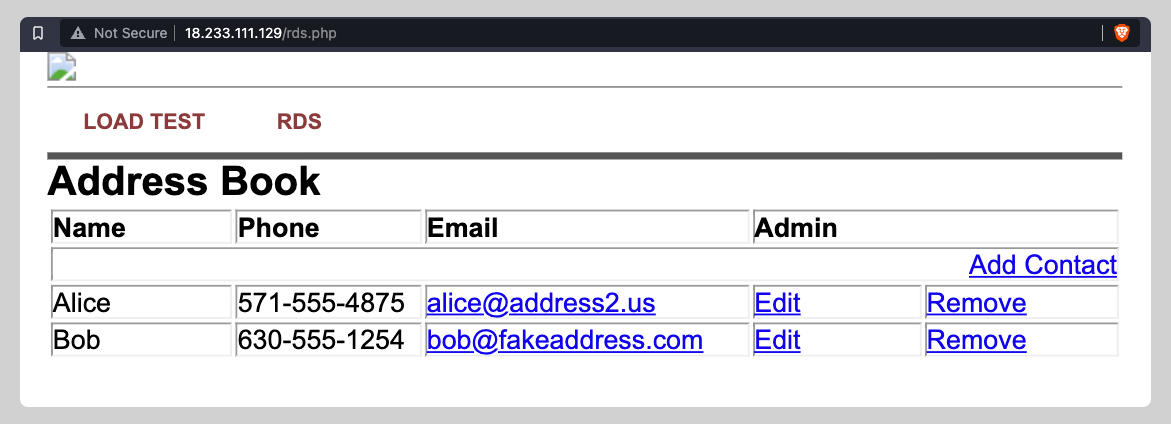 Not Secure 18.233.111.129/rds.php
LOAD TEST RDS
Address Book
Name Phone Email Admin
Add Contact
Alice 571-555-4875 alice@address2.us Edit Remove
Bob 630-555-1254 bob@fakeaddress.com Edit Remove